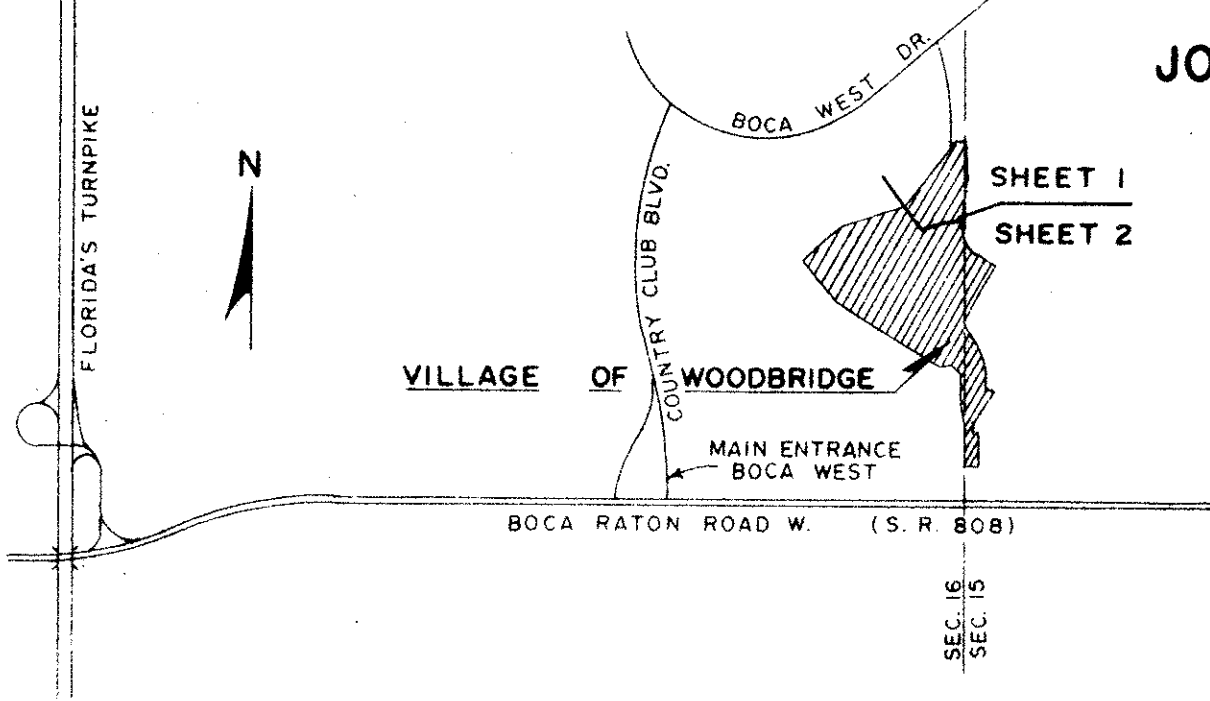 JO
BOCA WEST DR.
FLORIDA'S TURNPIKE
N
COUNTRY CLUB BLVD.
SHEET 1
SHEET 2
VILLAGE OF WOODBRIDGE
MAIN ENTRANCE
BOCA WEST
BOCA RATON ROAD W. (S. R. 808)
SEC. 16
SEC. 15